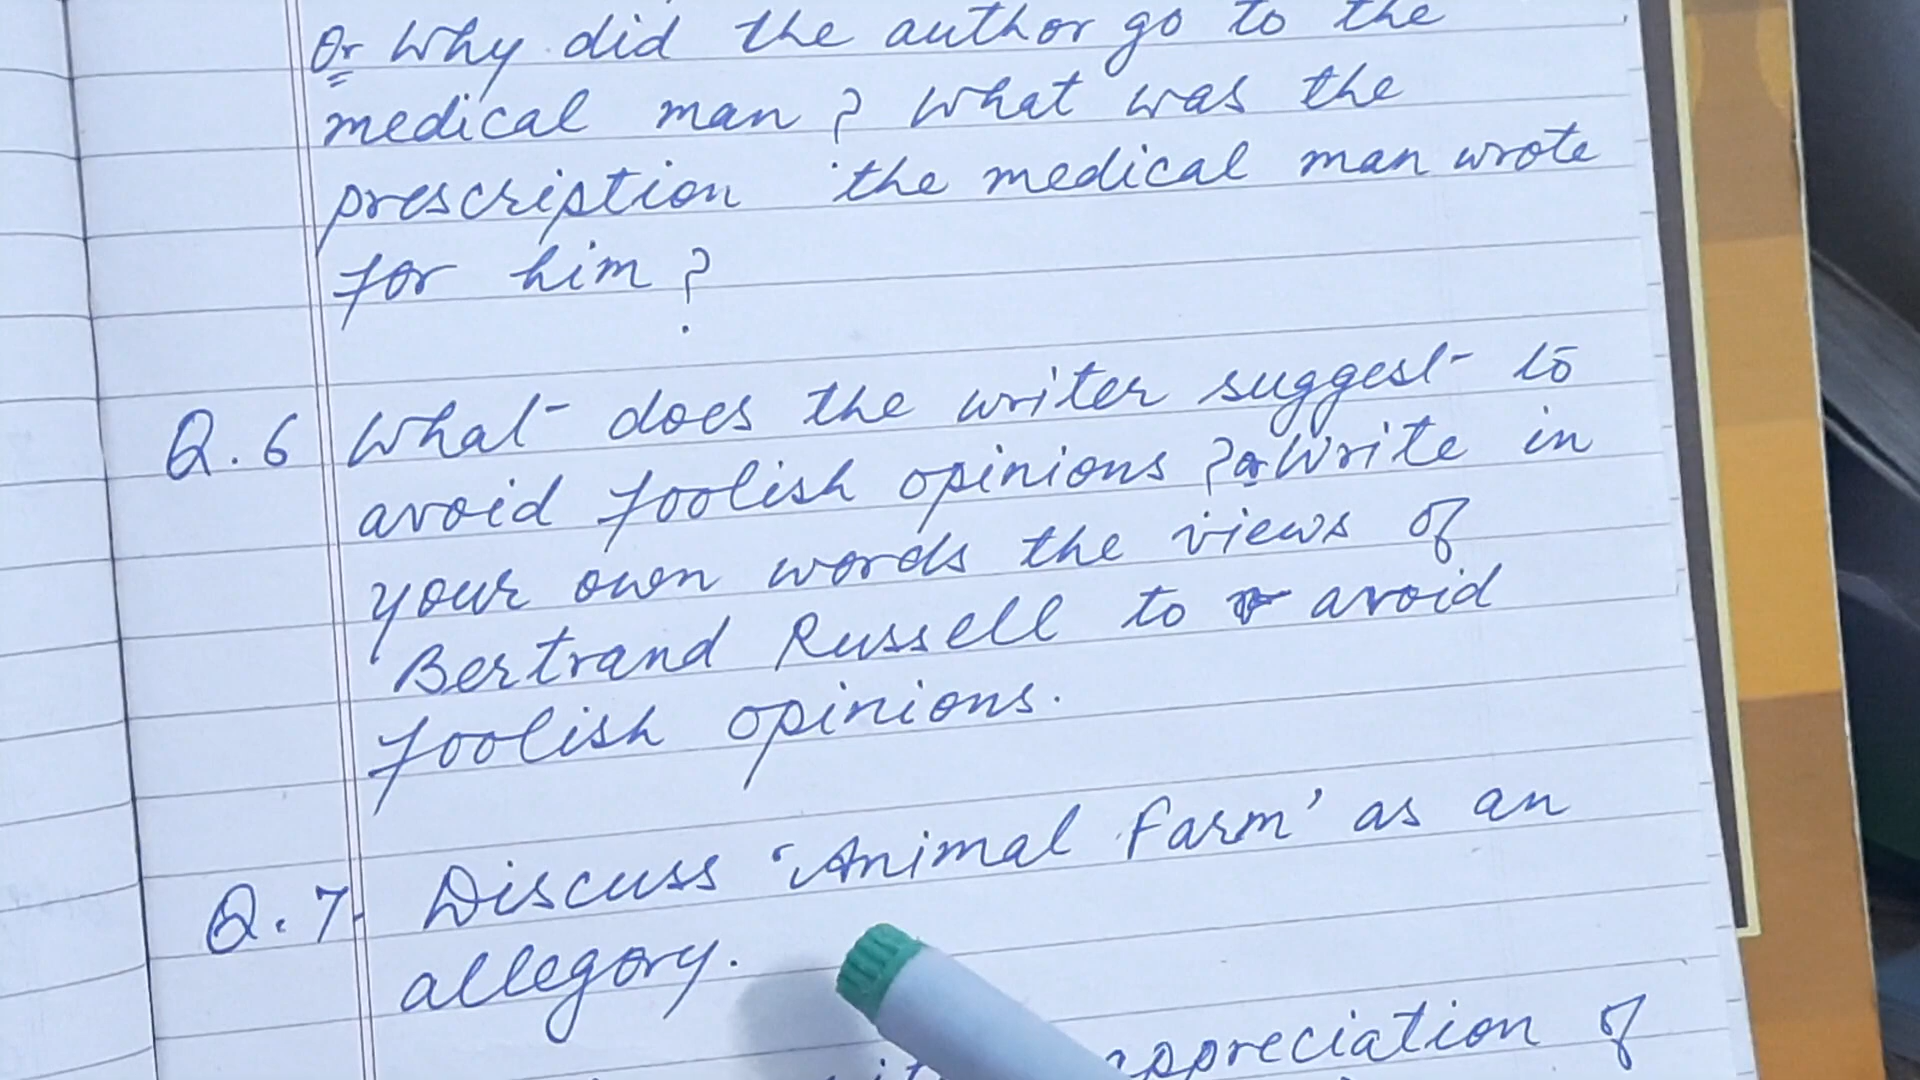 Or Why did the author go to the
medical man? What was the
prescription the medical man wrote
for him?
Q.6 What does the writer suggest to
avoid foolish opinions? or Write in
your own words the views of
Bertrand Russell to avoid
foolish opinions.
Q.7. Discuss 'Animal Farm' as an
allegory.
appreciation of